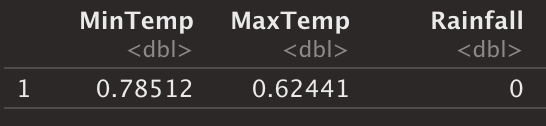 MinTemp MaxTemp Rainfall
<dbl> <dbl> <dbl>
1 0.78512 0.62441 0